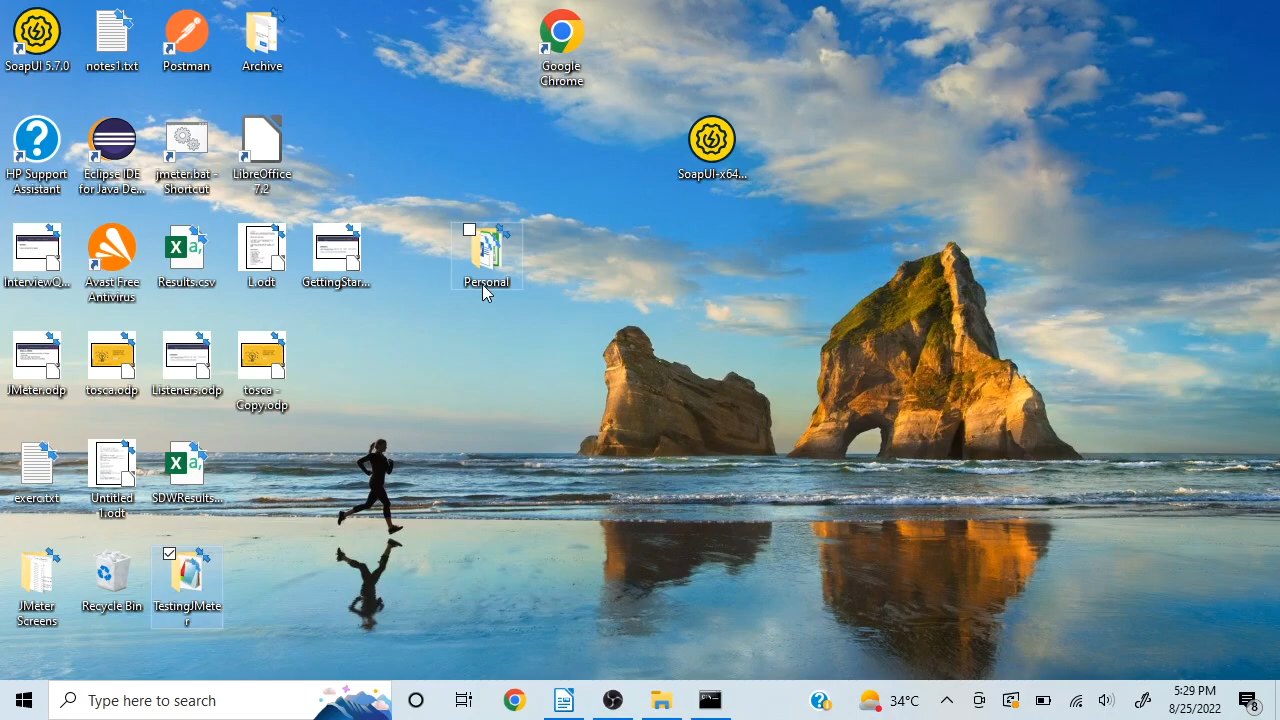 SoapUI 5.7.0
notes1.txt
Postman
Archive
Google
Chrome
HP Support
Assistant
Eclipse IDE
for Java De...
jmeter.bat -
Shortcut
LibreOffice
7.2
SoapUI-x64...
InterviewQ...
Avast Free
Antivirus
Results.csv
L.odt
GettingStar...
Personal
JMeter.odp
tosca.odp
Listeners.odp
tosca -
Copy.odp
exerc.txt
Untitled
1.odt
SDWResults...
JMeter
Screens
Recycle Bin
TestingJMete
r
Type here to search
34°C
5:29 PM
8/25/2022
8